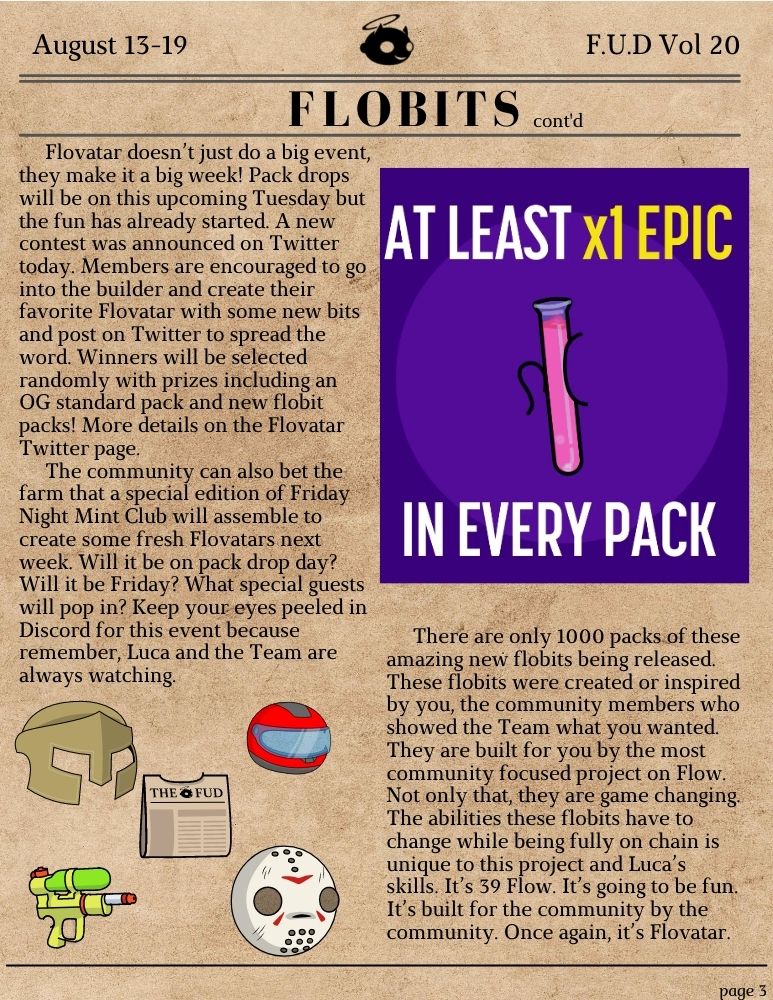 August 13-19
F.U.D Vol 20
FLOBITS cont'd
Flovatar doesn’t just do a big event,
they make it a big week! Pack drops
will be on this upcoming Tuesday but
the fun has already started. A new
contest was announced on Twitter
today. Members are encouraged to go
into the builder and create their
favorite Flovatar with some new bits
and post on Twitter to spread the
word. Winners will be selected
randomly with prizes including an
OG standard pack and new flobit
packs! More details on the Flovatar
Twitter page.
The community can also bet the
farm that a special edition of Friday
Night Mint Club will assemble to
create some fresh Flovatars next
week. Will it be on pack drop day?
Will it be Friday? What special guests
will pop in? Keep your eyes peeled in
Discord for this event because
remember, Luca and the Team are
always watching.
THE FUD
AT LEAST x1 EPIC
IN EVERY PACK
There are only 1000 packs of these
amazing new flobits being released.
These flobits were created or inspired
by you, the community members who
showed the Team what you wanted.
They are built for you by the most
community focused project on Flow.
Not only that, they are game changing.
The abilities these flobits have to
change while being fully on chain is
unique to this project and Luca’s
skills. It’s 39 Flow. It’s going to be fun.
It’s built for the community by the
community. Once again, it’s Flovatar.
page 3